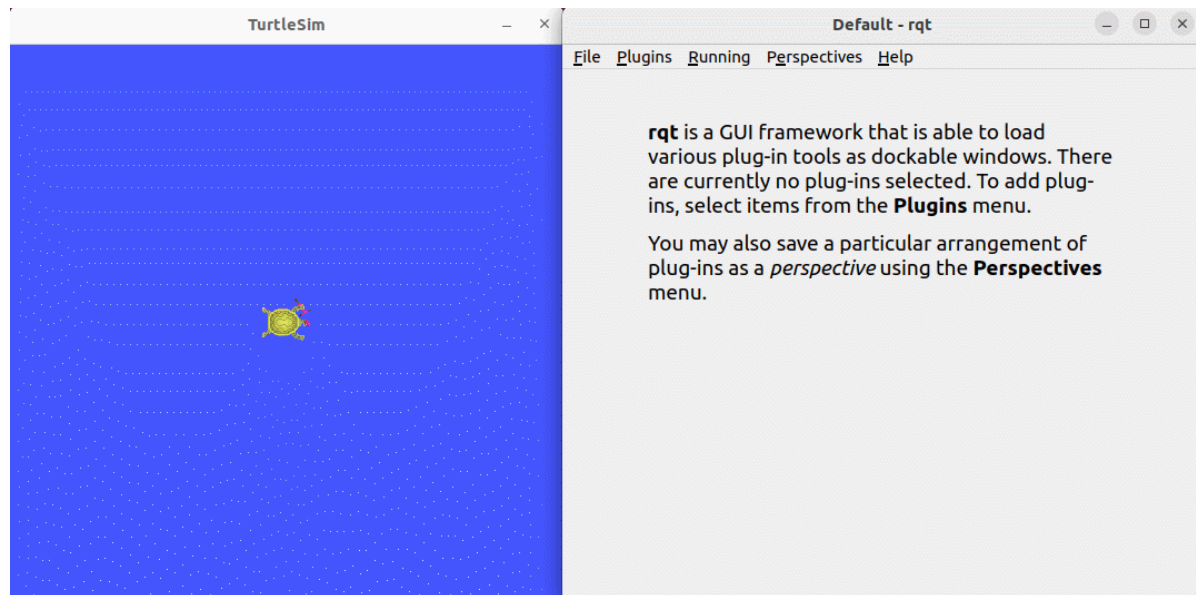 TurtleSim
Default - rqt
File Plugins Running Perspectives Help
rqt is a GUI framework that is able to load
various plug-in tools as dockable windows. There
are currently no plug-ins selected. To add plug-
ins, select items from the Plugins menu.
You may also save a particular arrangement of
plug-ins as a perspective using the Perspectives
menu.